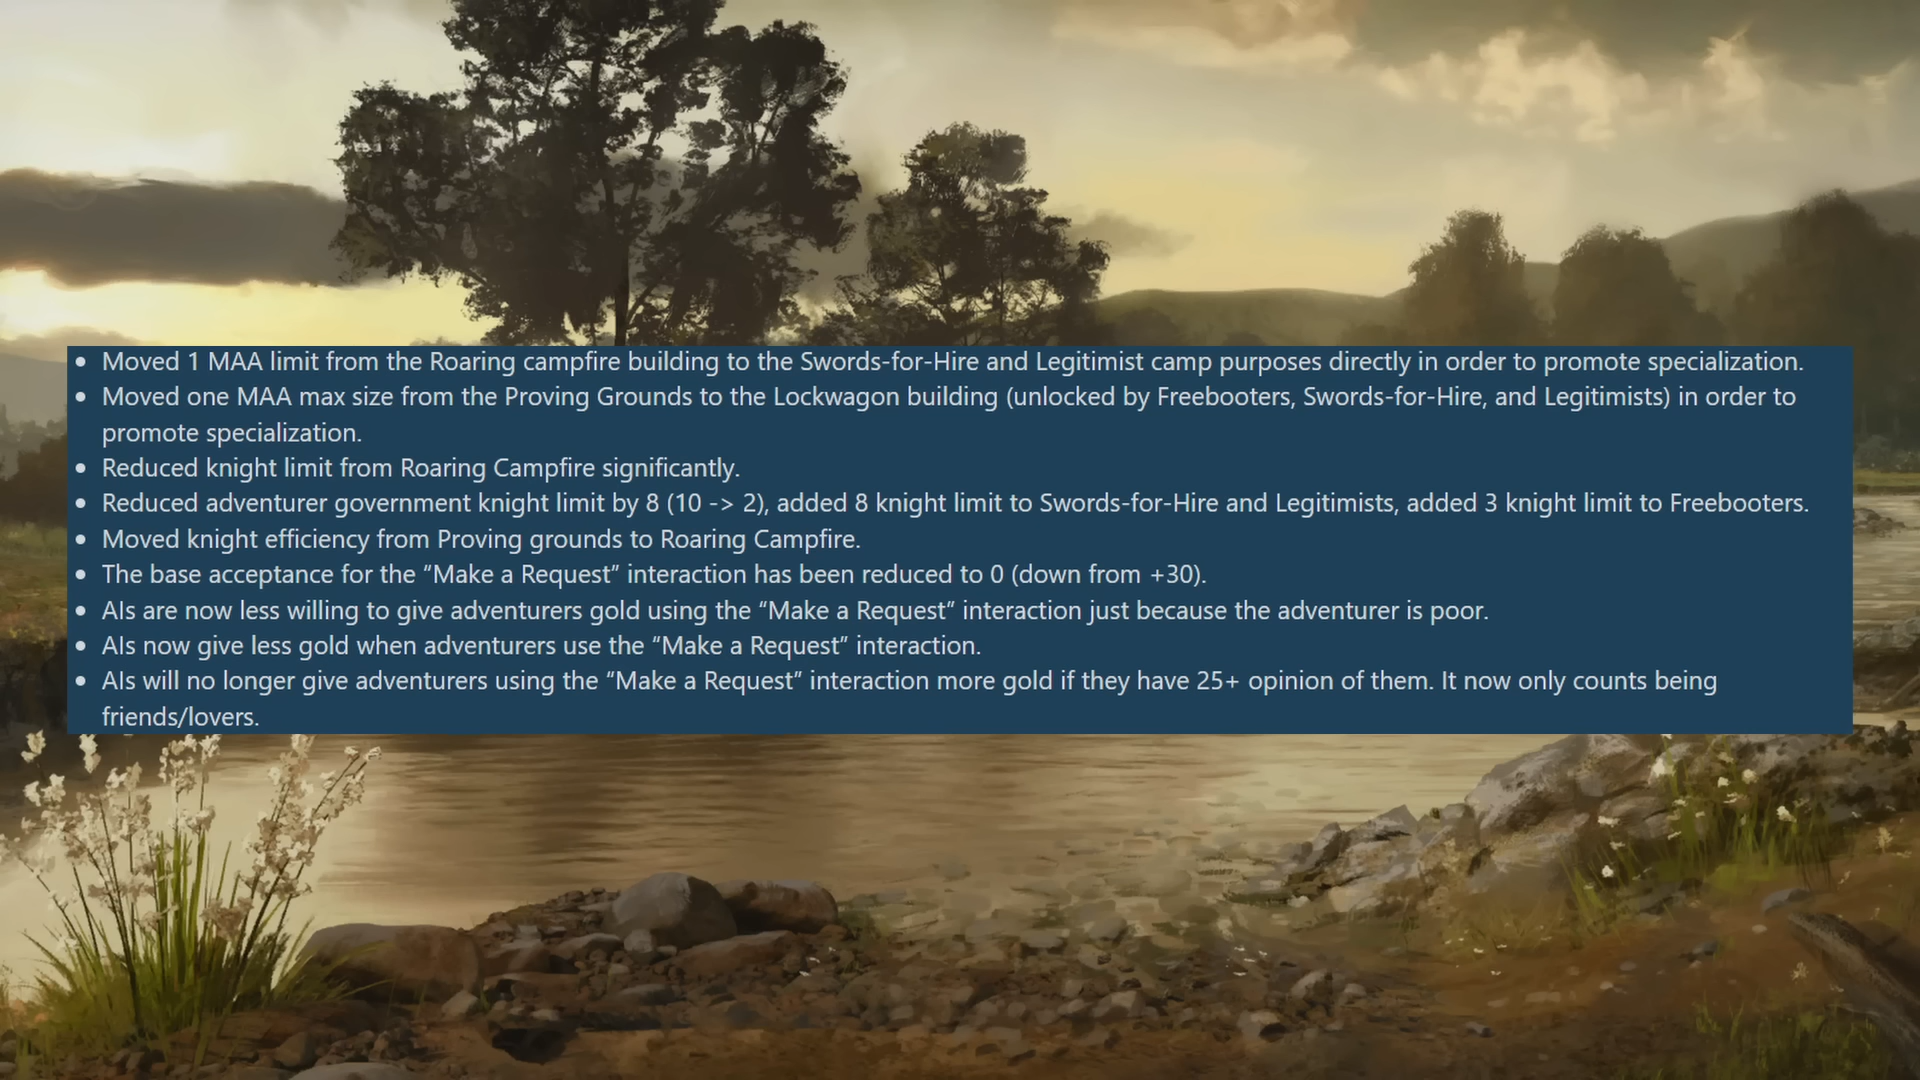 • Moved 1 MAA limit from the Roaring campfire building to the Swords-for-Hire and Legitimist camp purposes directly in order to promote specialization.
• Moved one MAA max size from the Proving Grounds to the Lockwagon building (unlocked by Freebooters, Swords-for-Hire, and Legitimists) in order to
promote specialization.
• Reduced knight limit from Roaring Campfire significantly.
• Reduced adventurer government knight limit by 8 (10 -> 2), added 8 knight limit to Swords-for-Hire and Legitimists, added 3 knight limit to Freebooters.
• Moved knight efficiency from Proving grounds to Roaring Campfire.
• The base acceptance for the “Make a Request” interaction has been reduced to 0 (down from +30).
• AIs are now less willing to give adventurers gold using the “Make a Request” interaction just because the adventurer is poor.
• AIs now give less gold when adventurers use the “Make a Request” interaction.
• AIs will no longer give adventurers using the “Make a Request” interaction more gold if they have 25+ opinion of them. It now only counts being
friends/lovers.